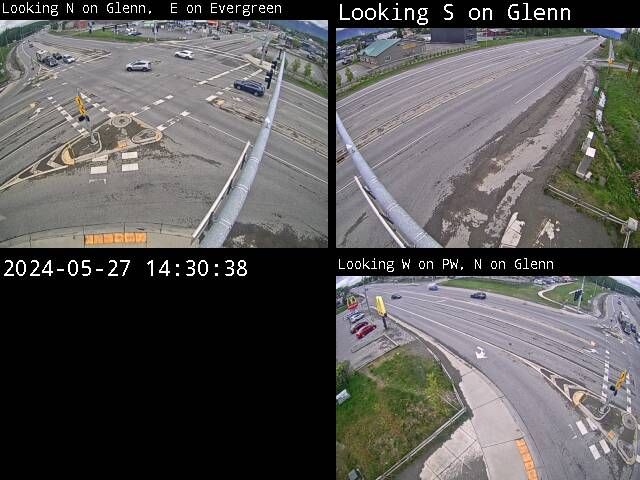 Looking N on Glenn, E on Evergreen
Looking S on Glenn
2024-05-27 14:30:38
Looking W on PW, N on Glenn